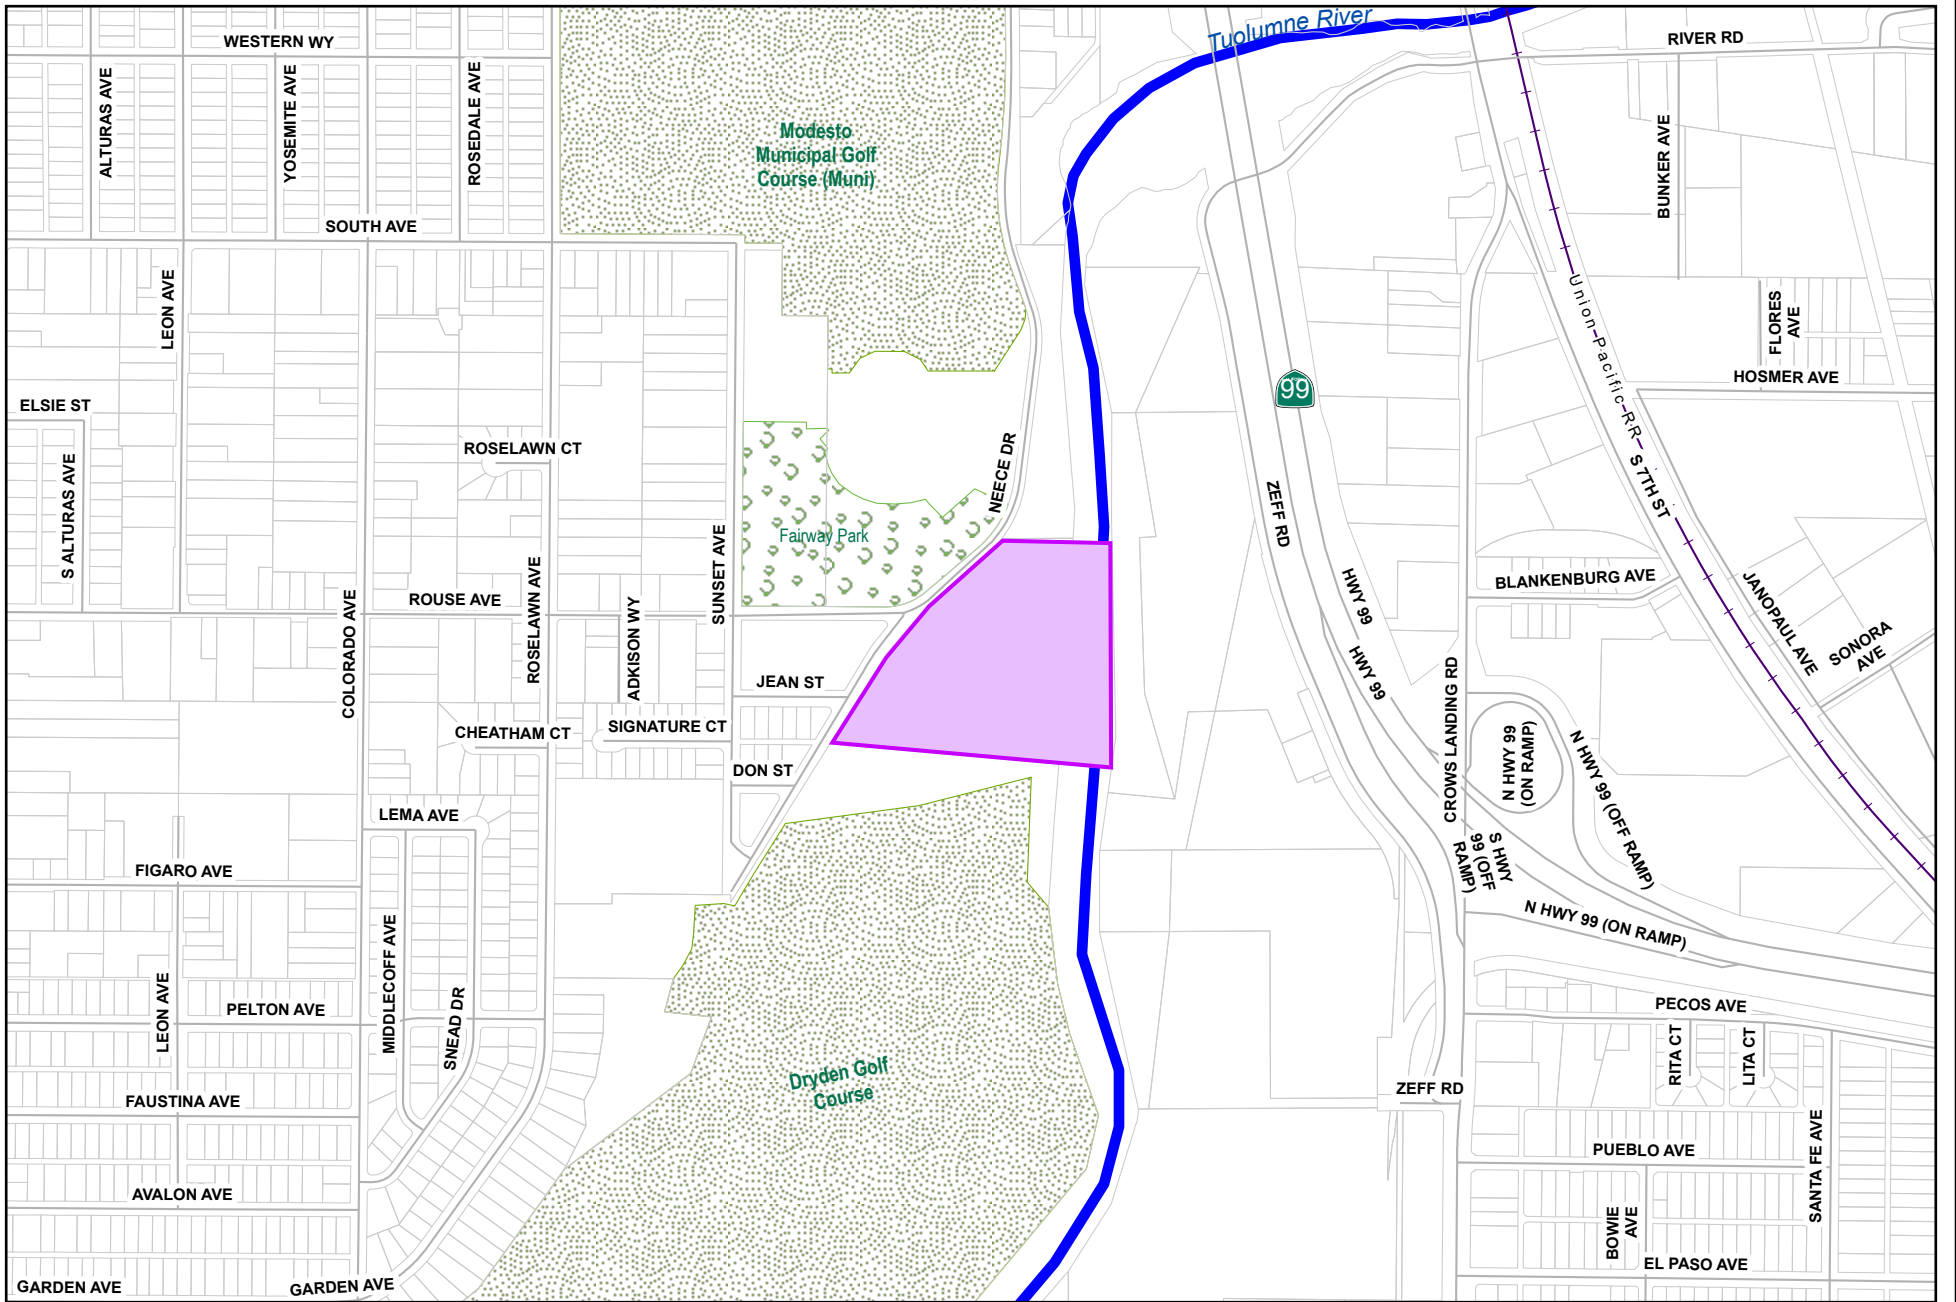 Tuolumne River
WESTERN WY
RIVER RD
ALTURAS AVE
YOSEMITE AVE
ROSEDALE AVE
Modesto
Municipal Golf
Course (Muni)
BUNKER AVE
SOUTH AVE
LEON AVE
Union Pacific RR
FLORES
AVE
HOSMER AVE
99
ELSIE ST
ROSELAWN CT
NEECE DR
S ALTURAS AVE
ZEFF RD
S 7TH ST
Fairway Park
SUNSET AVE
ROSELAWN AVE
HWY 99
BLANKENBURG AVE
JANOPAUL AVE
ROUSE AVE
COLORADO AVE
ADKISON WY
SONORA
AVE
HWY 99
JEAN ST
CROWS LANDING RD
CHEATHAM CT
SIGNATURE CT
N HWY 99
(ON RAMP)
N HWY 99 (OFF RAMP)
DON ST
LEMA AVE
S HWY
99 (OFF
RAMP)
FIGARO AVE
N HWY 99 (ON RAMP)
MIDDLECOFF AVE
LEON AVE
PELTON AVE
SNEAD DR
PECOS AVE
RITA CT
LITA CT
Dryden Golf
Course
ZEFF RD
FAUSTINA AVE
PUEBLO AVE
SANTA FE AVE
AVALON AVE
BOWIE
AVE
EL PASO AVE
GARDEN AVE
GARDEN AVE